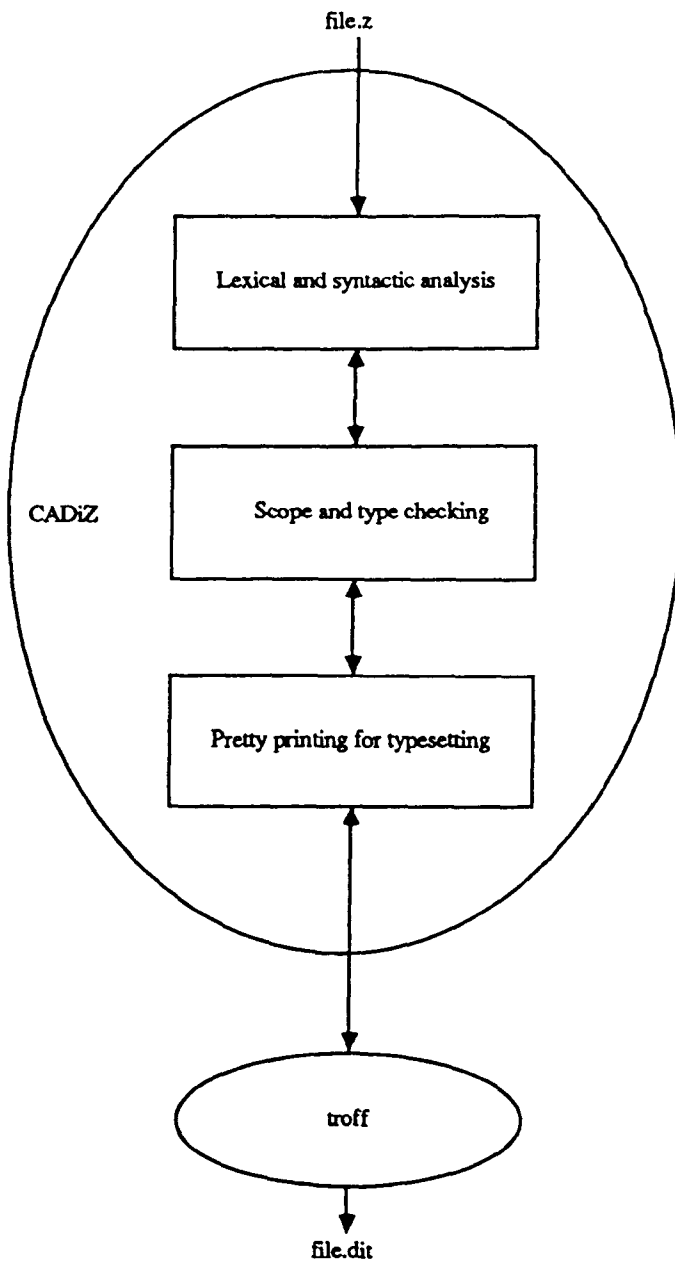 file.z
Lexical and syntactic analysis
CADiZ
Scope and type checking
Pretty printing for typesetting
troff
file.dit